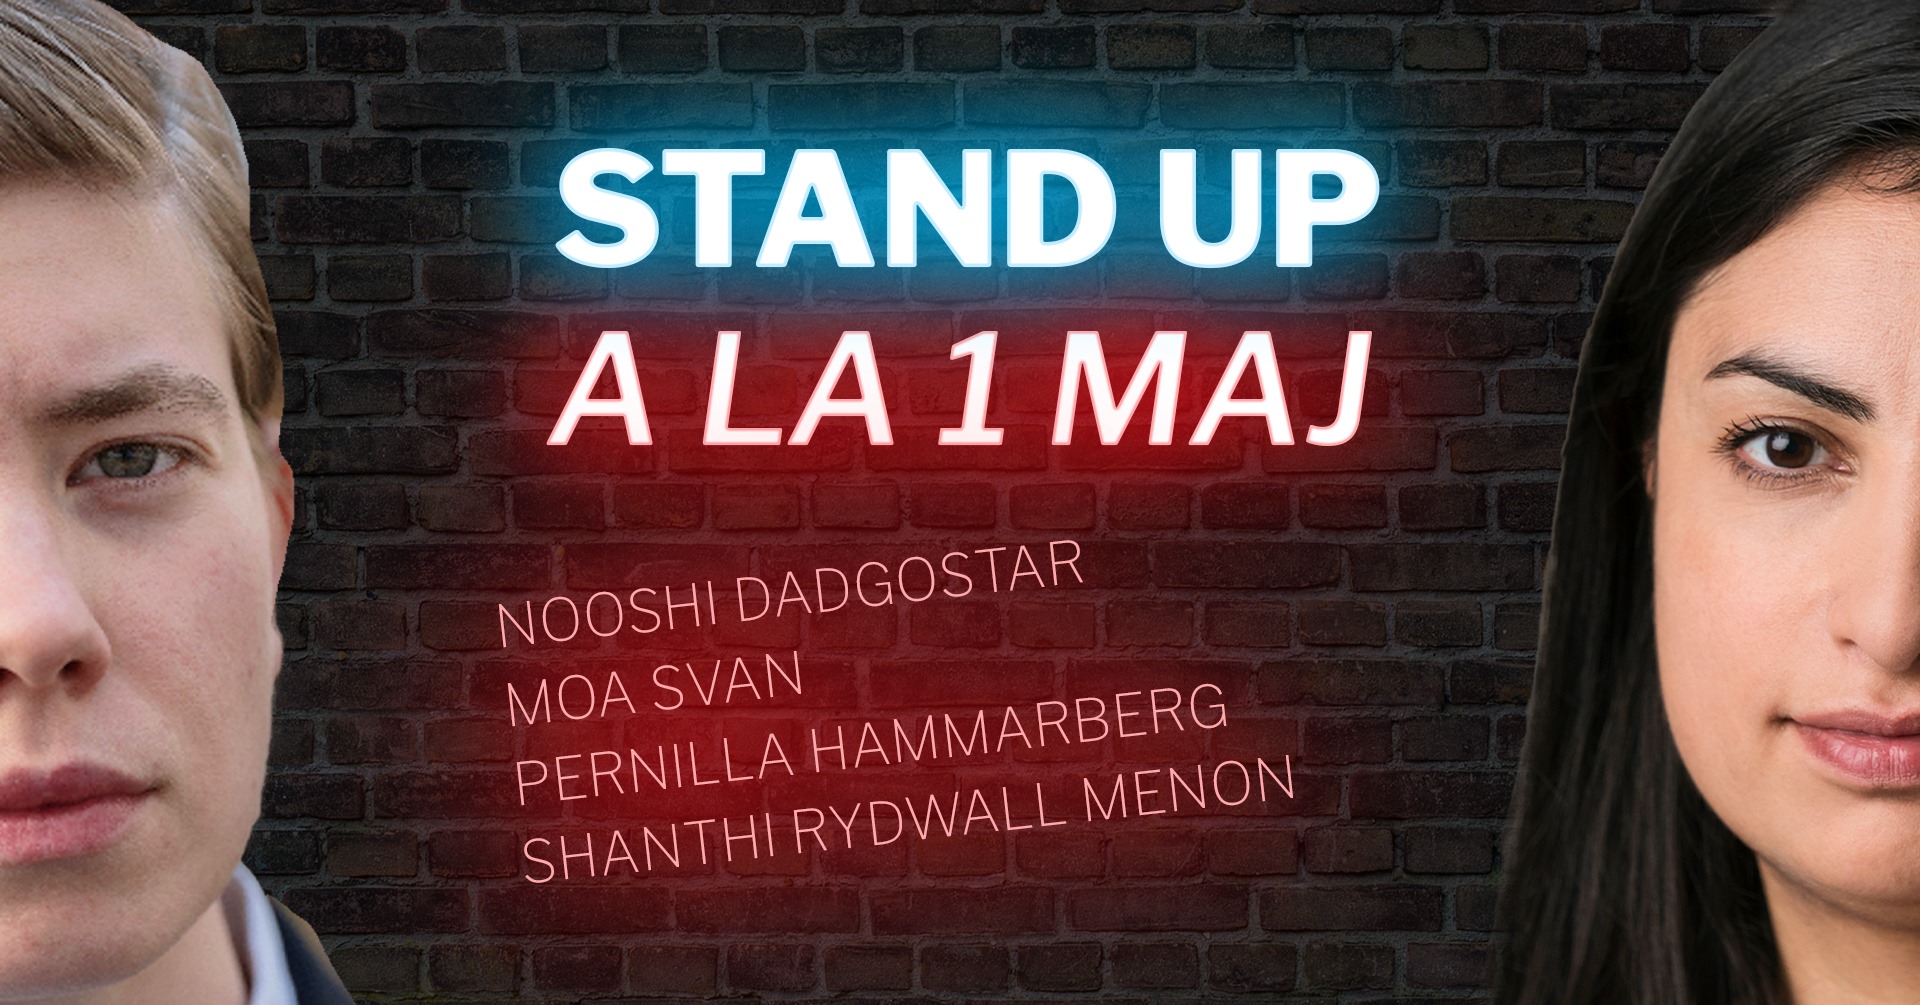 STAND UP
A LA 1 MAJ
NOOSHI DADGOSTAR
MOA SVAN
PERNILLA HAMMARBERG
SHANTHI RYDWALL MENON